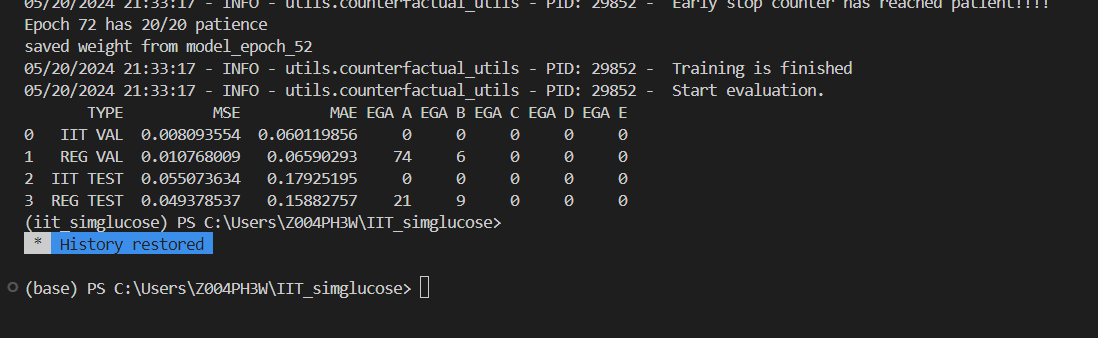 05/20/2024 21:33:17 - INFO - utils.counterfactual_utils - PID: 29852 -  Early stop counter has reached patient!!!!
Epoch 72 has 20/20 patience
saved weight from model_epoch_52
05/20/2024 21:33:17 - INFO - utils.counterfactual_utils - PID: 29852 -  Training is finished
05/20/2024 21:33:17 - INFO - utils.counterfactual_utils - PID: 29852 -  Start evaluation.
TYPE MSE MAE EGA A EGA B EGA C EGA D EGA E
0 IIT VAL 0.008093554 0.060119856 0 0 0 0 0
1 REG VAL 0.010768009 0.06590293 74 6 0 0 0
2 IIT TEST 0.055073634 0.17925195 0 0 0 0 0
3 REG TEST 0.049378537 0.15882757 21 9 0 0 0
(iit_simglucose) PS C:\Users\Z004PH3W\IIT_simglucose>
* History restored
(base) PS C:\Users\Z004PH3W\IIT_simglucose>